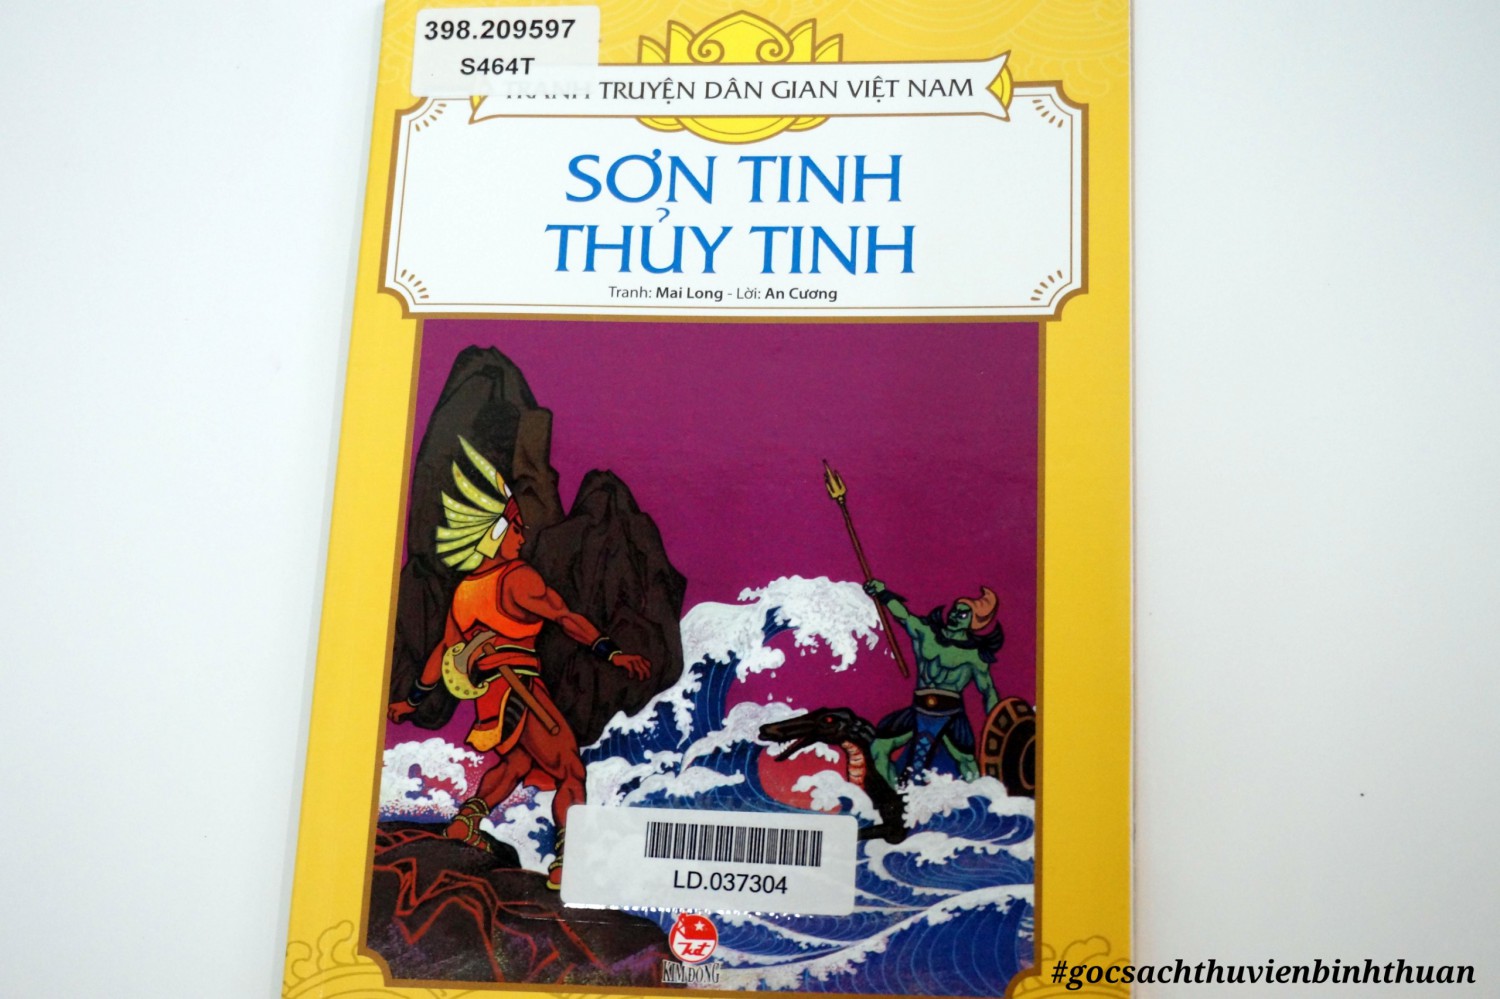 398.209597
S464T
TRANH TRUYỆN DÂN GIAN VIỆT NAM
SƠN TINH
THỦY TINH
Tranh: Mai Long - Lời: An Cương
LD.037304
KIM ĐỒNG
#gocsachthuvienbinhthuan